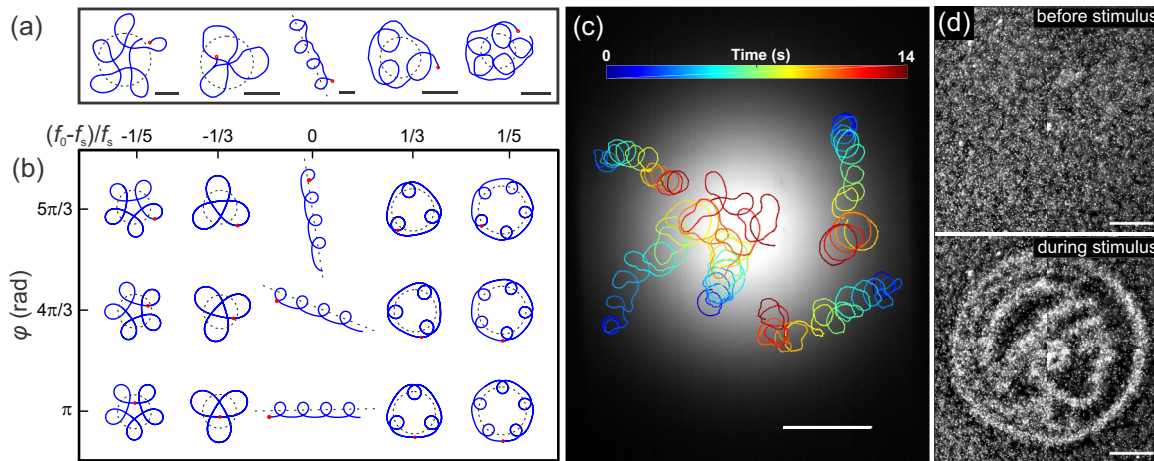 (a)
(f₀-fₛ)/fₛ -1/5 -1/3 0 1/3 1/5
(b)
5π/3
4π/3
π
φ (rad)
(c)
Time (s)
0 14
(d)
before stimulus
during stimulus